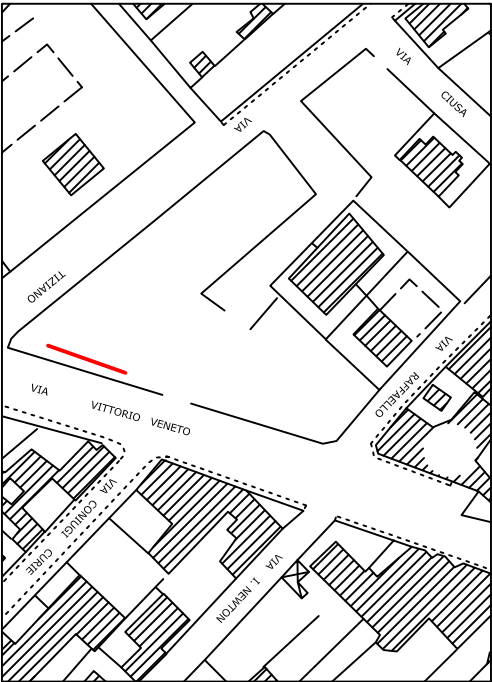 VIA
CIUSA
VIA
TIZIANO
VIA
RAFFAELLO
VIA
VITTORIO VENETO
VIA
CONIUGI
CURIE
VIA
I. NEWTON